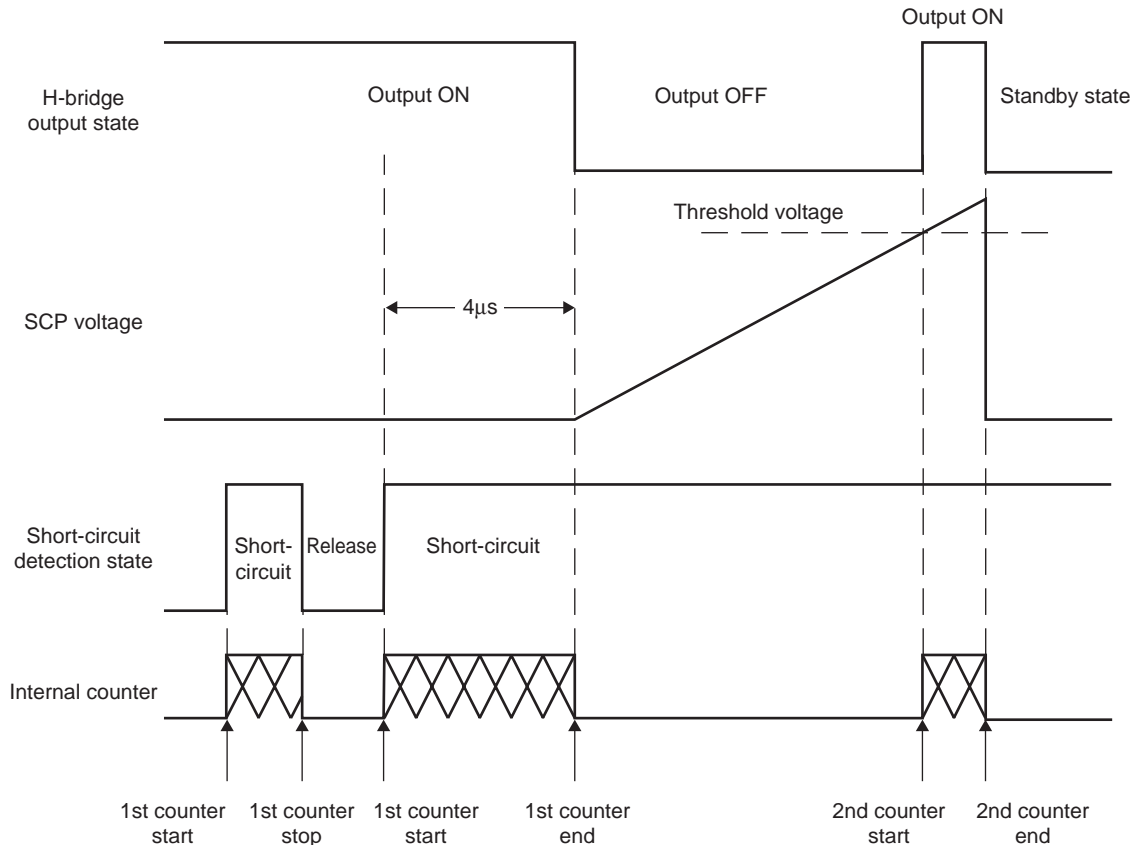 Output ON
H-bridge
output state
Output ON
Output OFF
Standby state
Threshold voltage
4μs
SCP voltage
Short-circuit
detection state
Short-
circuit
Release
Short-circuit
Internal counter
1st counter
start
1st counter
stop
1st counter
start
1st counter
end
2nd counter
start
2nd counter
end